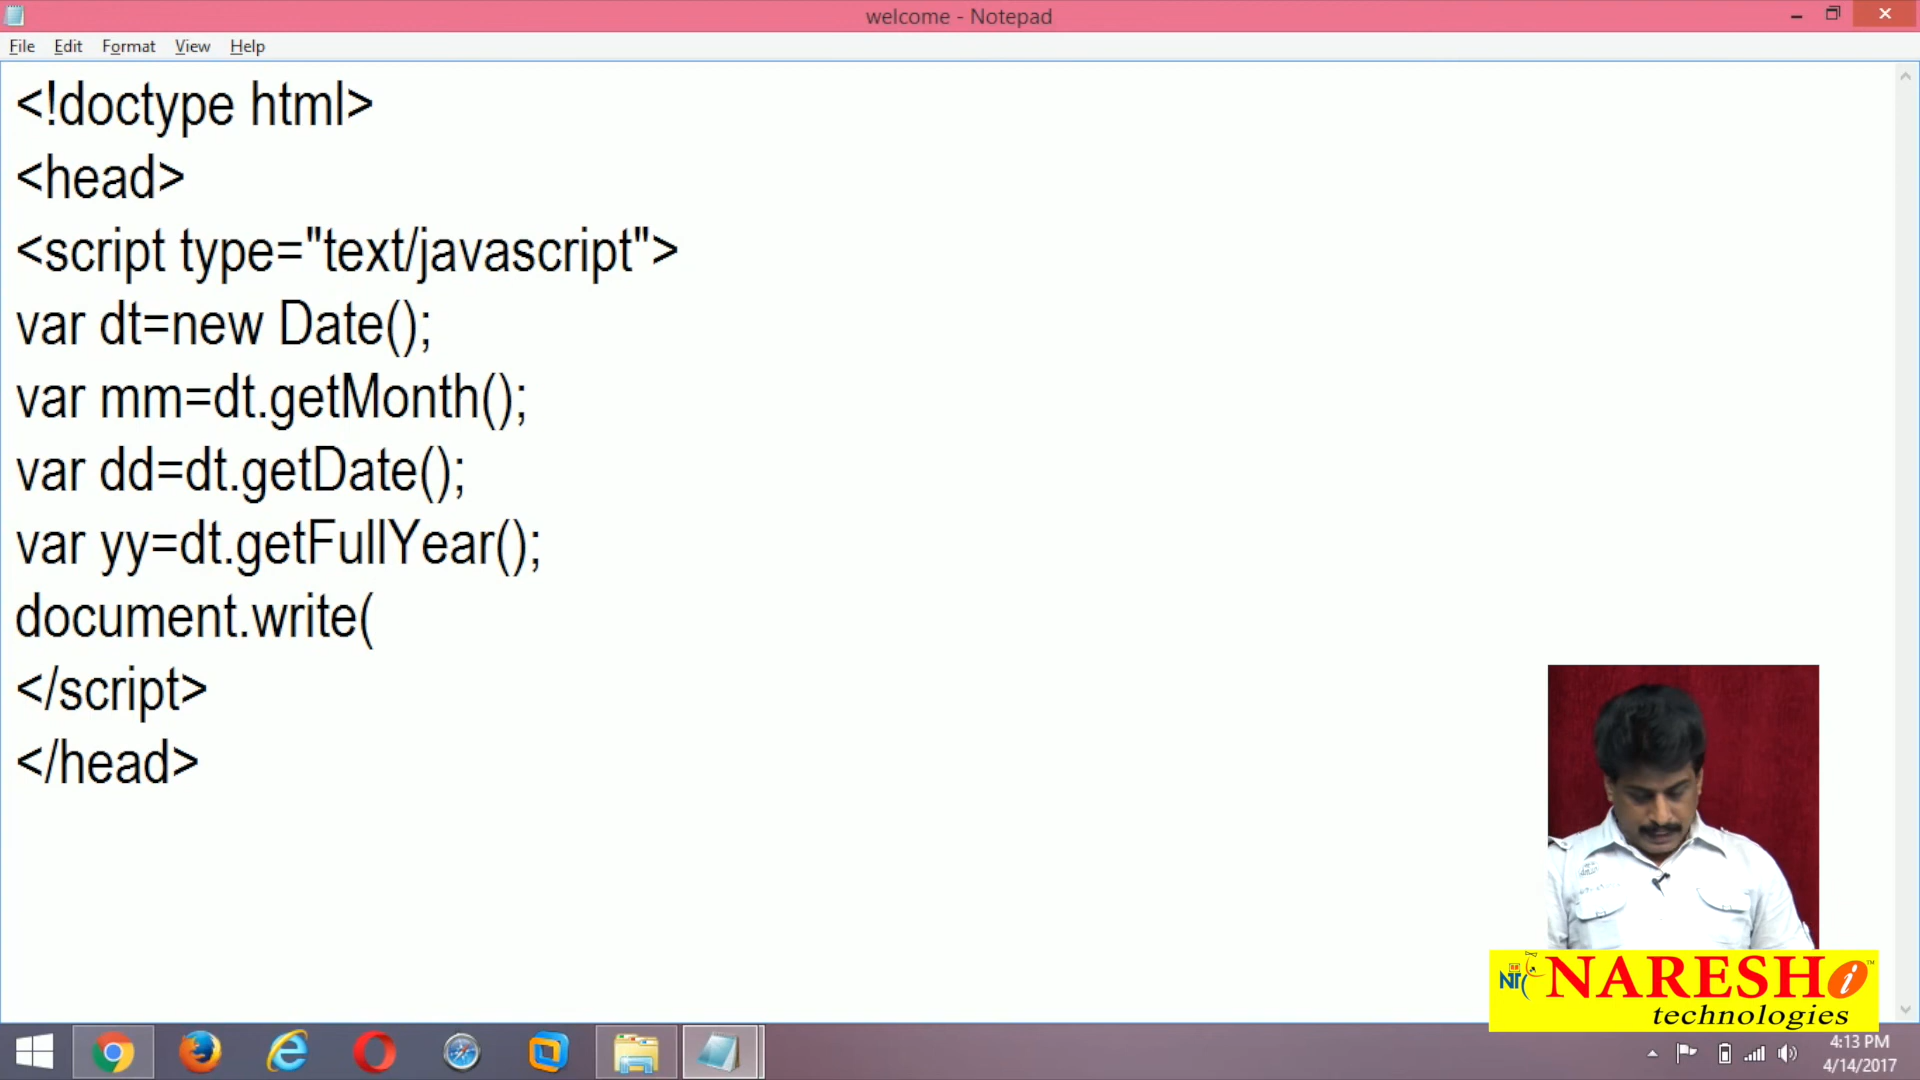 welcome - Notepad
File Edit Format View Help
<!doctype html>
<head>
<script type="text/javascript">
var dt=new Date();
var mm=dt.getMonth();
var dd=dt.getDate();
var yy=dt.getFullYear();
document.write(
</script>
</head>
NT NARESH i ™
technologies
4:13 PM
4/14/2017